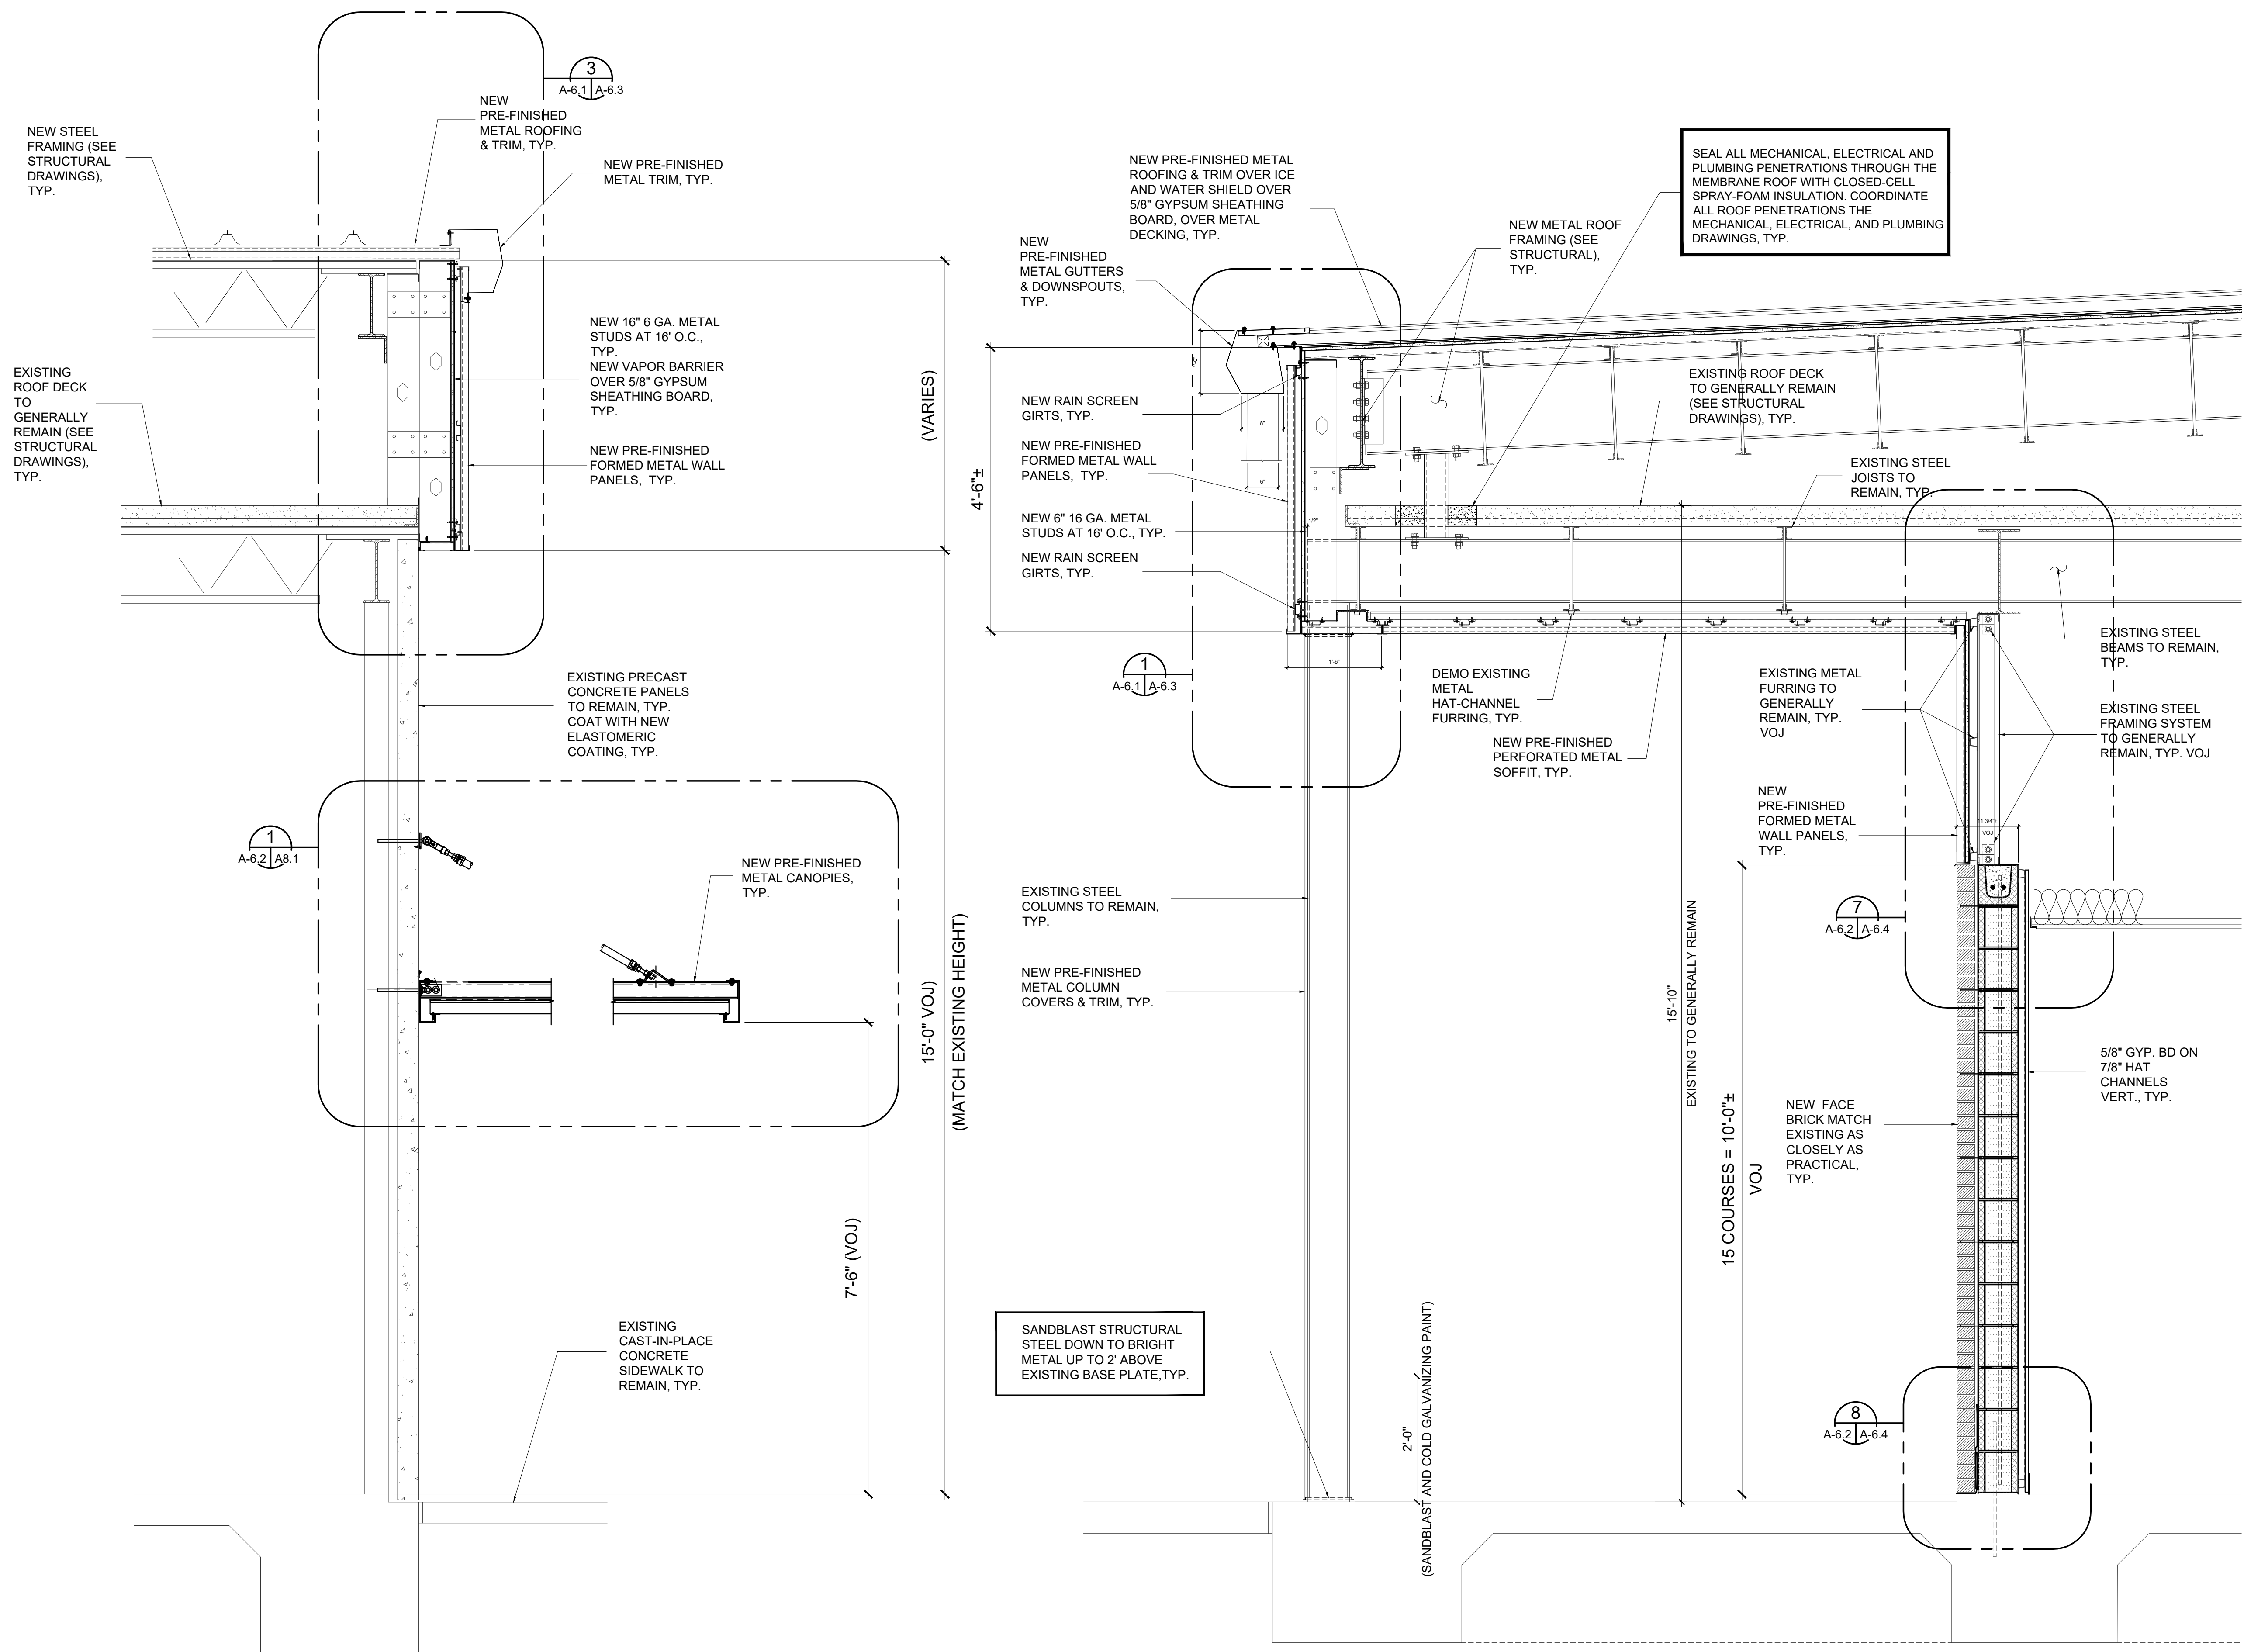 3
A-6.1 A-6.3
NEW
PRE-FINISHED
METAL ROOFING
& TRIM, TYP.
NEW STEEL
FRAMING (SEE
STRUCTURAL
DRAWINGS),
TYP.
NEW PRE-FINISHED
METAL TRIM, TYP.
NEW 16" 6 GA. METAL
STUDS AT 16' O.C.,
TYP.
NEW VAPOR BARRIER
OVER 5/8" GYPSUM
SHEATHING BOARD,
TYP.
EXISTING
ROOF DECK
TO
GENERALLY
REMAIN (SEE
STRUCTURAL
DRAWINGS),
TYP.
NEW PRE-FINISHED
FORMED METAL WALL
PANELS, TYP.
(VARIES)
EXISTING PRECAST
CONCRETE PANELS
TO REMAIN, TYP.
COAT WITH NEW
ELASTOMERIC
COATING, TYP.
1
A-6.2 A8.1
NEW PRE-FINISHED
METAL CANOPIES,
TYP.
15'-0" VOJ)
(MATCH EXISTING HEIGHT)
7'-6" (VOJ)
EXISTING
CAST-IN-PLACE
CONCRETE
SIDEWALK TO
REMAIN, TYP.
NEW PRE-FINISHED METAL
ROOFING & TRIM OVER ICE
AND WATER SHIELD OVER
5/8" GYPSUM SHEATHING
BOARD, OVER METAL
DECKING, TYP.
SEAL ALL MECHANICAL, ELECTRICAL AND
PLUMBING PENETRATIONS THROUGH THE
MEMBRANE ROOF WITH CLOSED-CELL
SPRAY-FOAM INSULATION. COORDINATE
ALL ROOF PENETRATIONS THE
MECHANICAL, ELECTRICAL, AND PLUMBING
DRAWINGS, TYP.
NEW METAL ROOF
FRAMING (SEE
STRUCTURAL),
TYP.
NEW
PRE-FINISHED
METAL GUTTERS
& DOWNSPOUTS,
TYP.
EXISTING ROOF DECK
TO GENERALLY REMAIN
(SEE STRUCTURAL
DRAWINGS), TYP.
NEW RAIN SCREEN
GIRTS, TYP.
8"
NEW PRE-FINISHED
FORMED METAL WALL
PANELS, TYP.
6"
4'-6"±
EXISTING STEEL
JOISTS TO
REMAIN, TYP.
NEW 6" 16 GA. METAL
STUDS AT 16' O.C., TYP.
1/2"
NEW RAIN SCREEN
GIRTS, TYP.
1'-6"
1
A-6.1 A-6.3
DEMO EXISTING
METAL
HAT-CHANNEL
FURRING, TYP.
NEW PRE-FINISHED
PERFORATED METAL
SOFFIT, TYP.
EXISTING METAL
FURRING TO
GENERALLY
REMAIN, TYP.
VOJ
EXISTING STEEL
BEAMS TO REMAIN,
TYP.
EXISTING STEEL
FRAMING SYSTEM
TO GENERALLY
REMAIN, TYP. VOJ
NEW
PRE-FINISHED
FORMED METAL
WALL PANELS,
TYP.
11 3/4"±
VOJ
EXISTING STEEL
COLUMNS TO REMAIN,
TYP.
7
A-6.2 A-6.4
NEW PRE-FINISHED
METAL COLUMN
COVERS & TRIM, TYP.
15'-10"
EXISTING TO GENERALLY REMAIN
15 COURSES = 10'-0"±
VOJ
5/8" GYP. BD ON
7/8" HAT
CHANNELS
VERT., TYP.
NEW FACE
BRICK MATCH
EXISTING AS
CLOSELY AS
PRACTICAL,
TYP.
SANDBLAST STRUCTURAL
STEEL DOWN TO BRIGHT
METAL UP TO 2' ABOVE
EXISTING BASE PLATE,TYP.
2'-0"
(SANDBLAST AND COLD GALVANIZING PAINT)
8
A-6.2 A-6.4